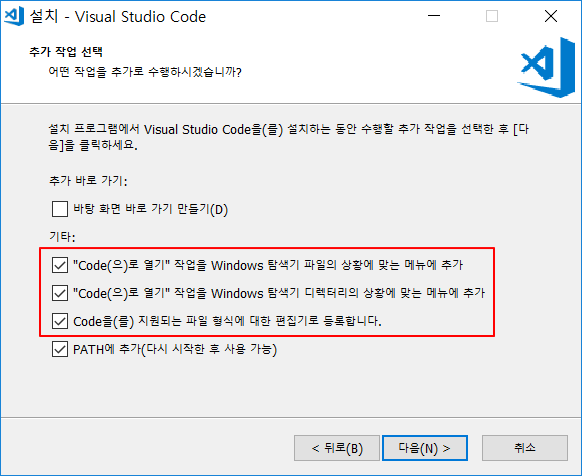 설치 - Visual Studio Code
추가 작업 선택
어떤 작업을 추가로 수행하시겠습니까?
설치 프로그램에서 Visual Studio Code을(를) 설치하는 동안 수행할 추가 작업을 선택한 후 [다
음]을 클릭하세요.
추가 바로 가기:
바탕 화면 바로 가기 만들기(D)
기타:
"Code(으)로 열기" 작업을 Windows 탐색기 파일의 상황에 맞는 메뉴에 추가
"Code(으)로 열기" 작업을 Windows 탐색기 디렉터리의 상황에 맞는 메뉴에 추가
Code을(를) 지원되는 파일 형식에 대한 편집기로 등록합니다.
PATH에 추가(다시 시작한 후 사용 가능)
< 뒤로(B) 다음(N) > 취소